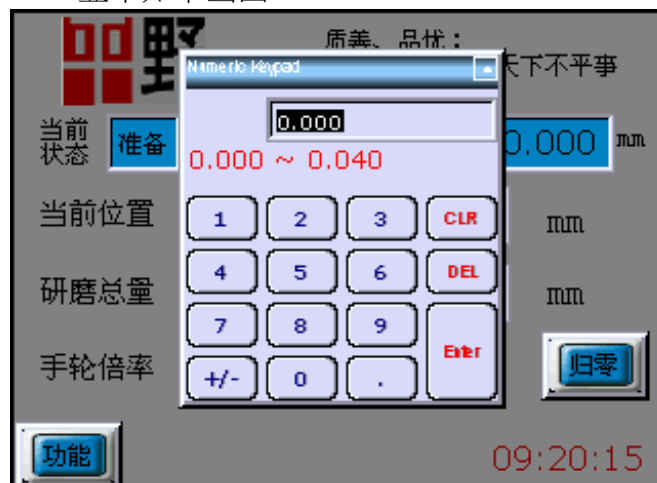 品野
质善、品优：
天下不平事
Numeric Keypad
0.000
0.000 ~ 0.040
当前
状态
准备
0.000 mm
当前位置
mm
研磨总量
mm
手轮倍率
1 2 3 CLR
4 5 6 DEL
7 8 9
Enter
+/- 0 .
归零
功能
09:20:15